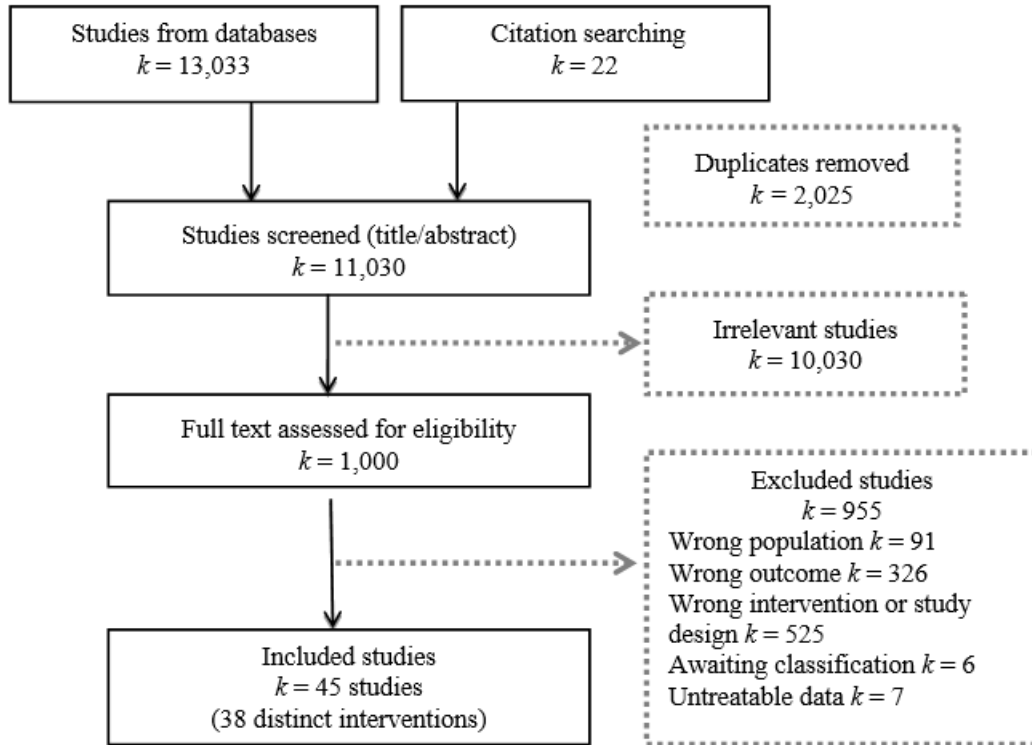 Studies from databases
k = 13,033
Citation searching
k = 22
Duplicates removed
k = 2,025
Studies screened (title/abstract)
k = 11,030
Irrelevant studies
k = 10,030
Full text assessed for eligibility
k = 1,000
Excluded studies
k = 955
Wrong population k = 91
Wrong outcome k = 326
Wrong intervention or study
design k = 525
Awaiting classification k = 6
Untreatable data k = 7
Included studies
k = 45 studies
(38 distinct interventions)